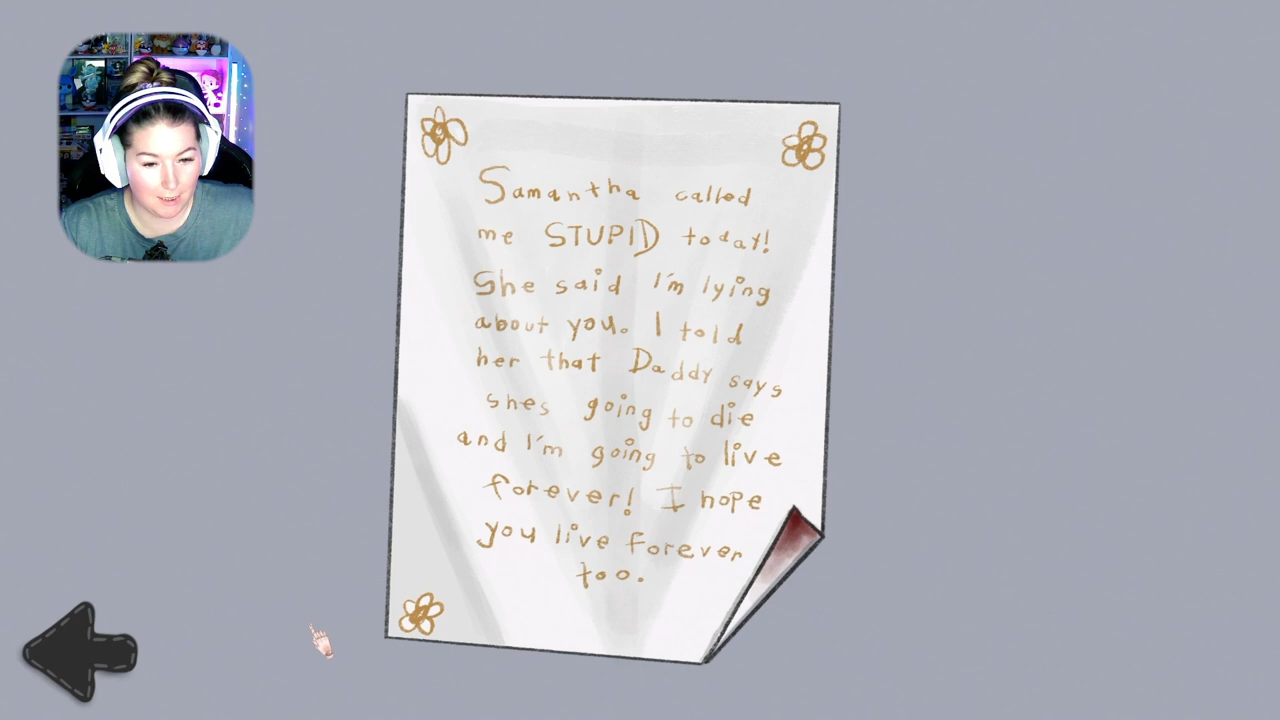 Samantha called
me STUPID today!
She said I'm lying
about you. I told
her that Daddy says
shes going to die
and I'm going to live
forever! I hope
you live forever
too.